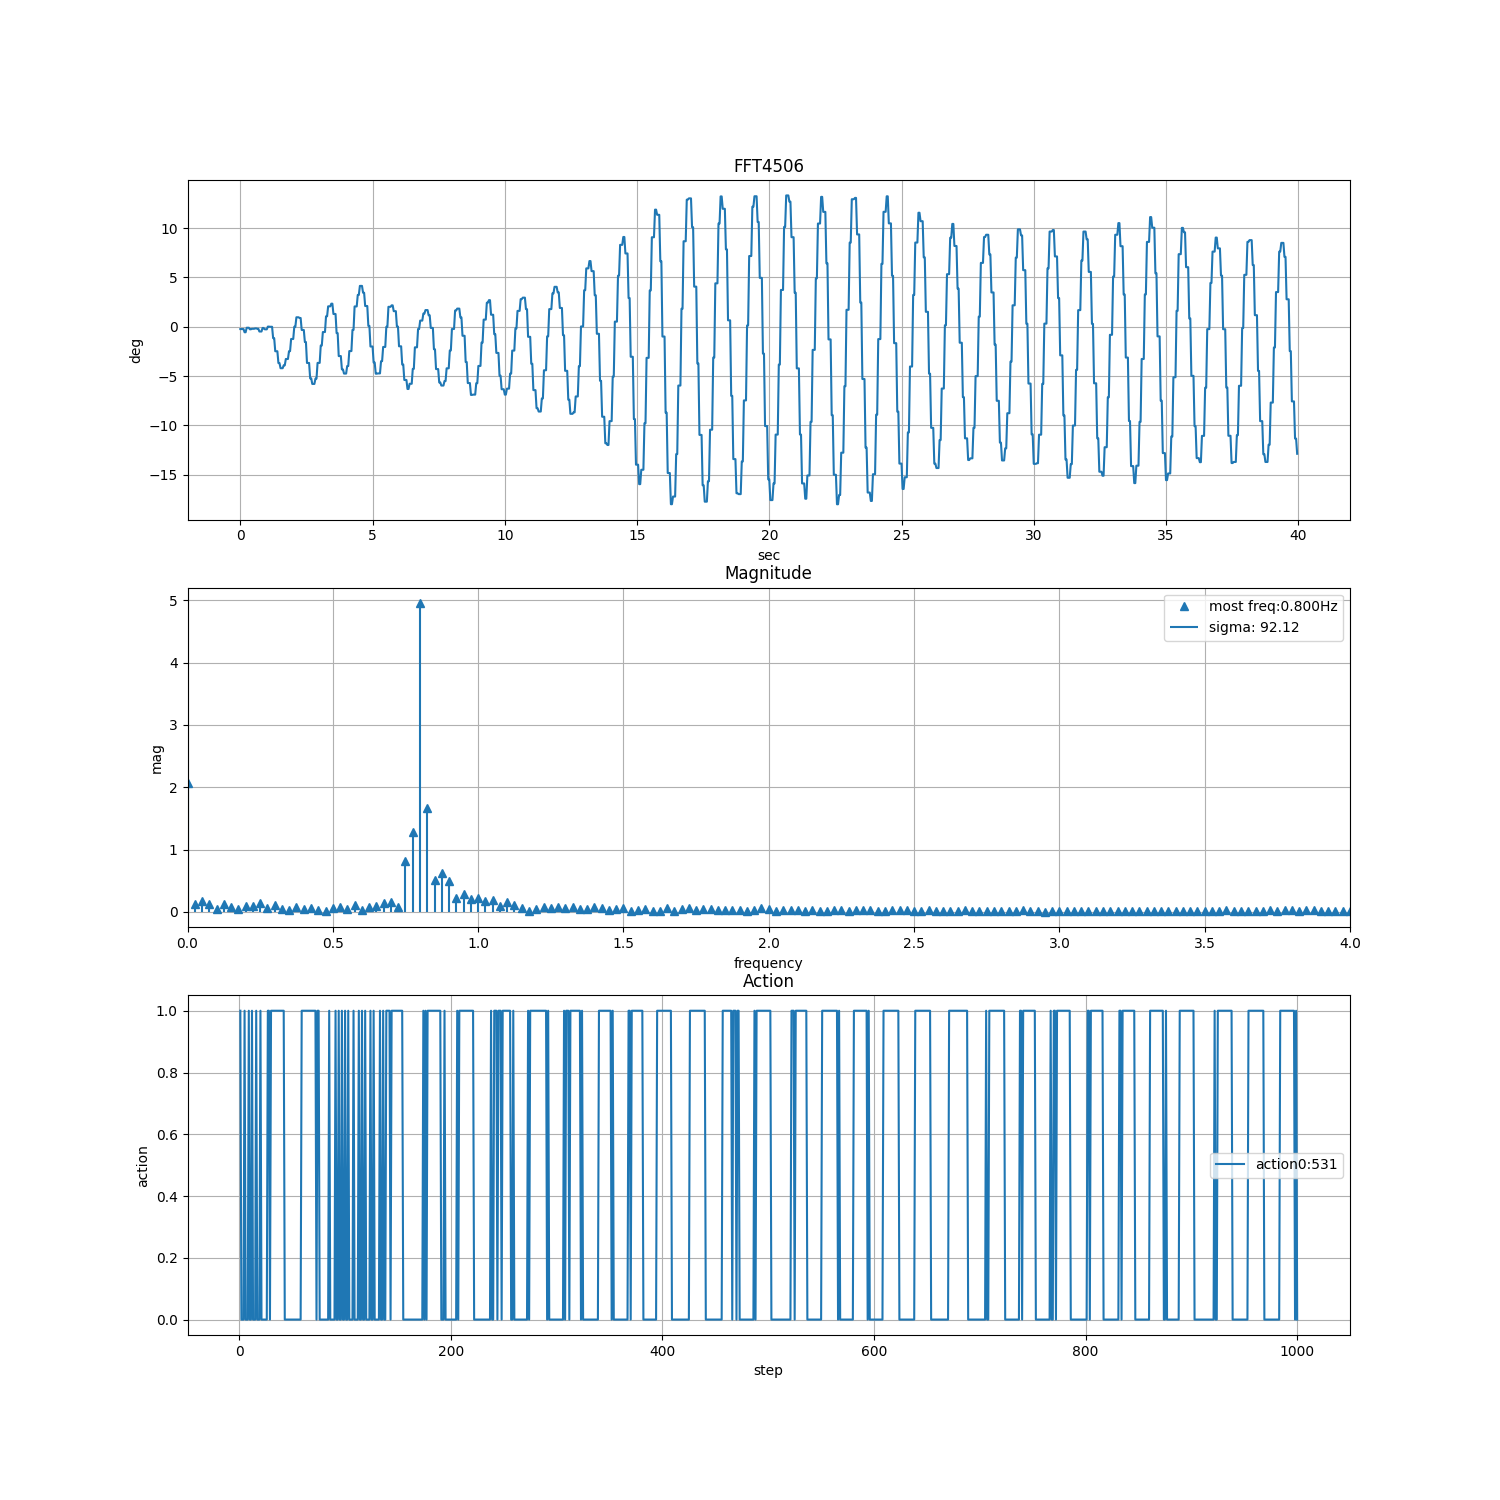 FFT4506
10
5
0
−5
−10
−15
deg
0 5 10 15 20 25 30 35 40
sec
Magnitude
5
4
3
2
1
0
mag
most freq:0.800Hz
sigma: 92.12
0.0 0.5 1.0 1.5 2.0 2.5 3.0 3.5 4.0
frequency
Action
1.0
0.8
0.6
0.4
0.2
0.0
action
action0:531
0 200 400 600 800 1000
step